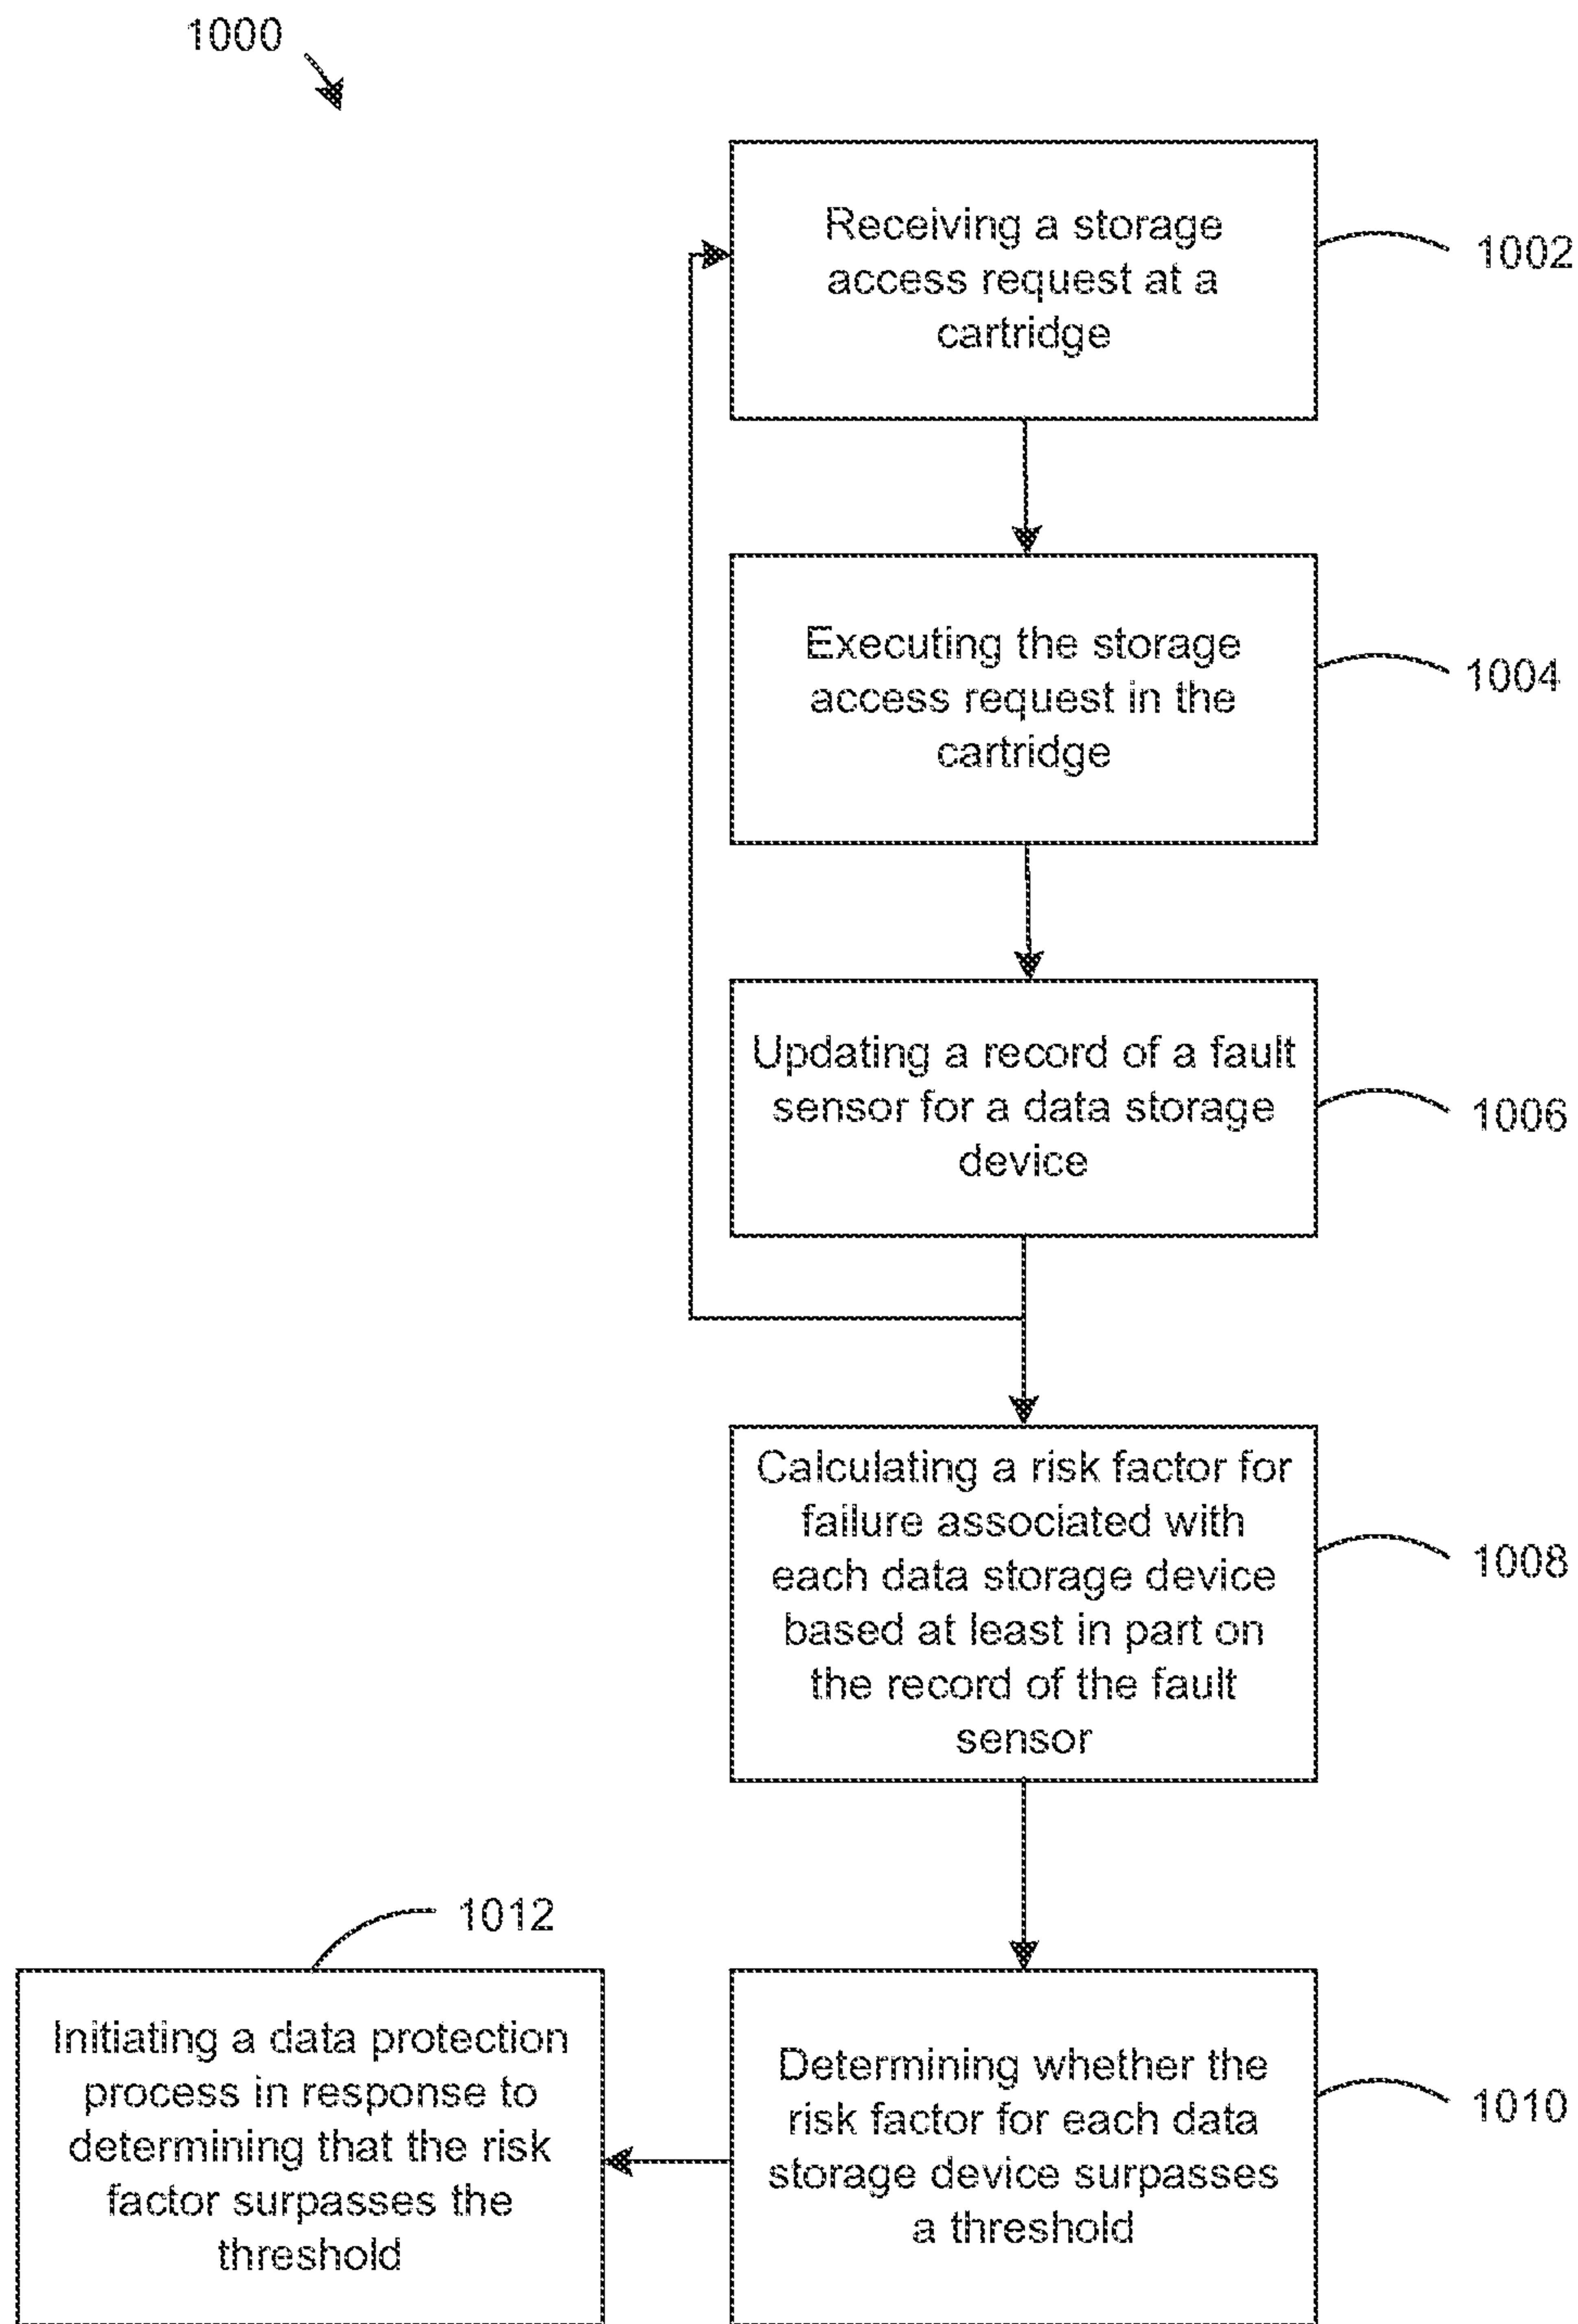 1000
Receiving a storage
access request at a
cartridge
1002
Executing the storage
access request in the
cartridge
1004
Updating a record of a fault
sensor for a data storage
device
1006
Calculating a risk factor for
failure associated with
each data storage device
based at least in part on
the record of the fault
sensor
1008
Determining whether the
risk factor for each data
storage device surpasses
a threshold
1010
1012
Initiating a data protection
process in response to
determining that the risk
factor surpasses the
threshold